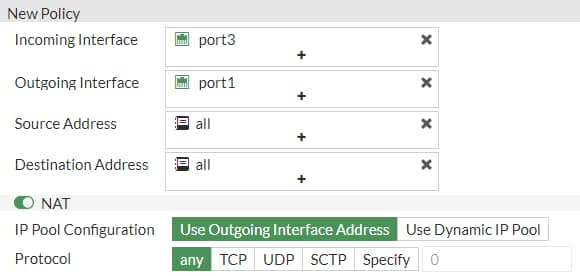 New Policy
Incoming Interface port3
+
Outgoing Interface port1
+
Source Address all
+
Destination Address all
+
NAT
IP Pool Configuration Use Outgoing Interface Address Use Dynamic IP Pool
Protocol any TCP UDP SCTP Specify 0